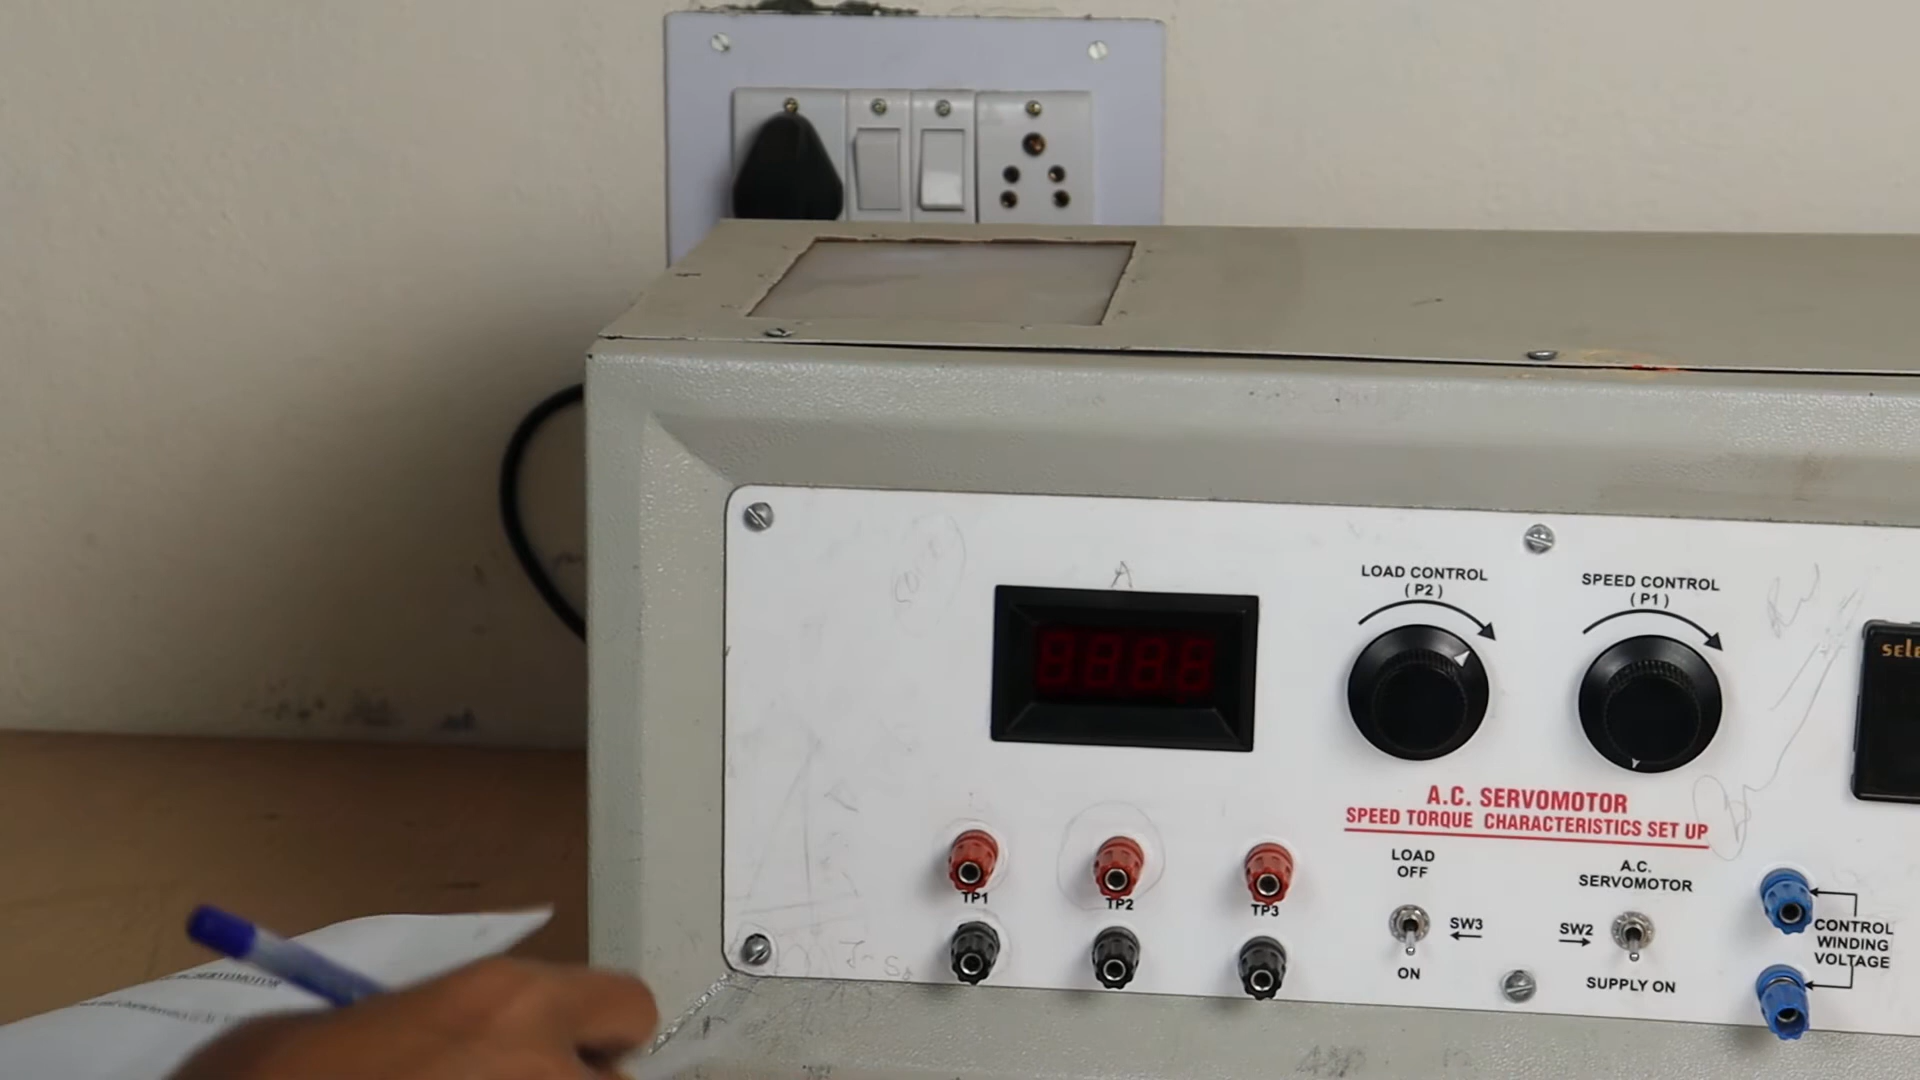 A
LOAD CONTROL
( P2 )
SPEED CONTROL
( P1 )
A.C. SERVOMOTOR
SPEED TORQUE CHARACTERISTICS SET UP
TP1
TP2
TP3
LOAD
OFF
SW3
ON
A.C.
SERVOMOTOR
SW2
SUPPLY ON
CONTROL
WINDING
VOLTAGE